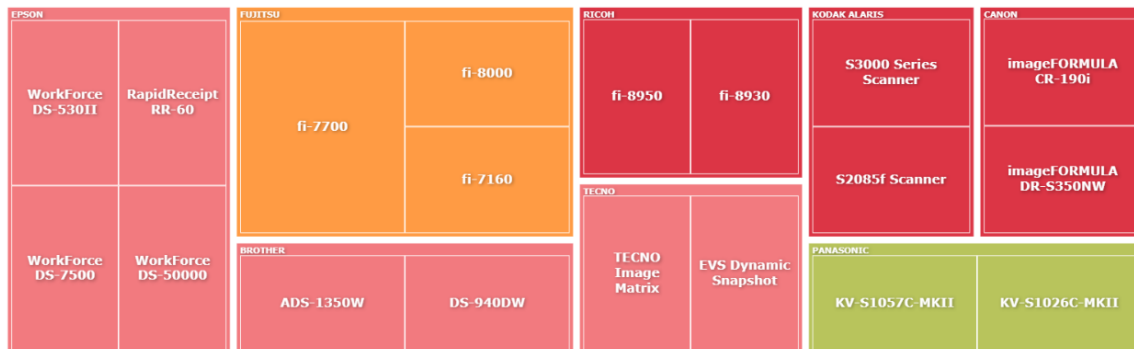 EPSON
WorkForce
DS-530II
RapidReceipt
RR-60
WorkForce
DS-7500
WorkForce
DS-50000
FUJITSU
fi-7700
fi-8000
fi-7160
BROTHER
ADS-1350W
DS-940DW
RICOH
fi-8950
fi-8930
TECNO
TECNO
Image
Matrix
EVS Dynamic
Snapshot
KODAK ALARIS
S3000 Series
Scanner
S2085f Scanner
CANON
imageFORMULA
CR-190i
imageFORMULA
DR-S350NW
PANASONIC
KV-S1057C-MKII
KV-S1026C-MKII